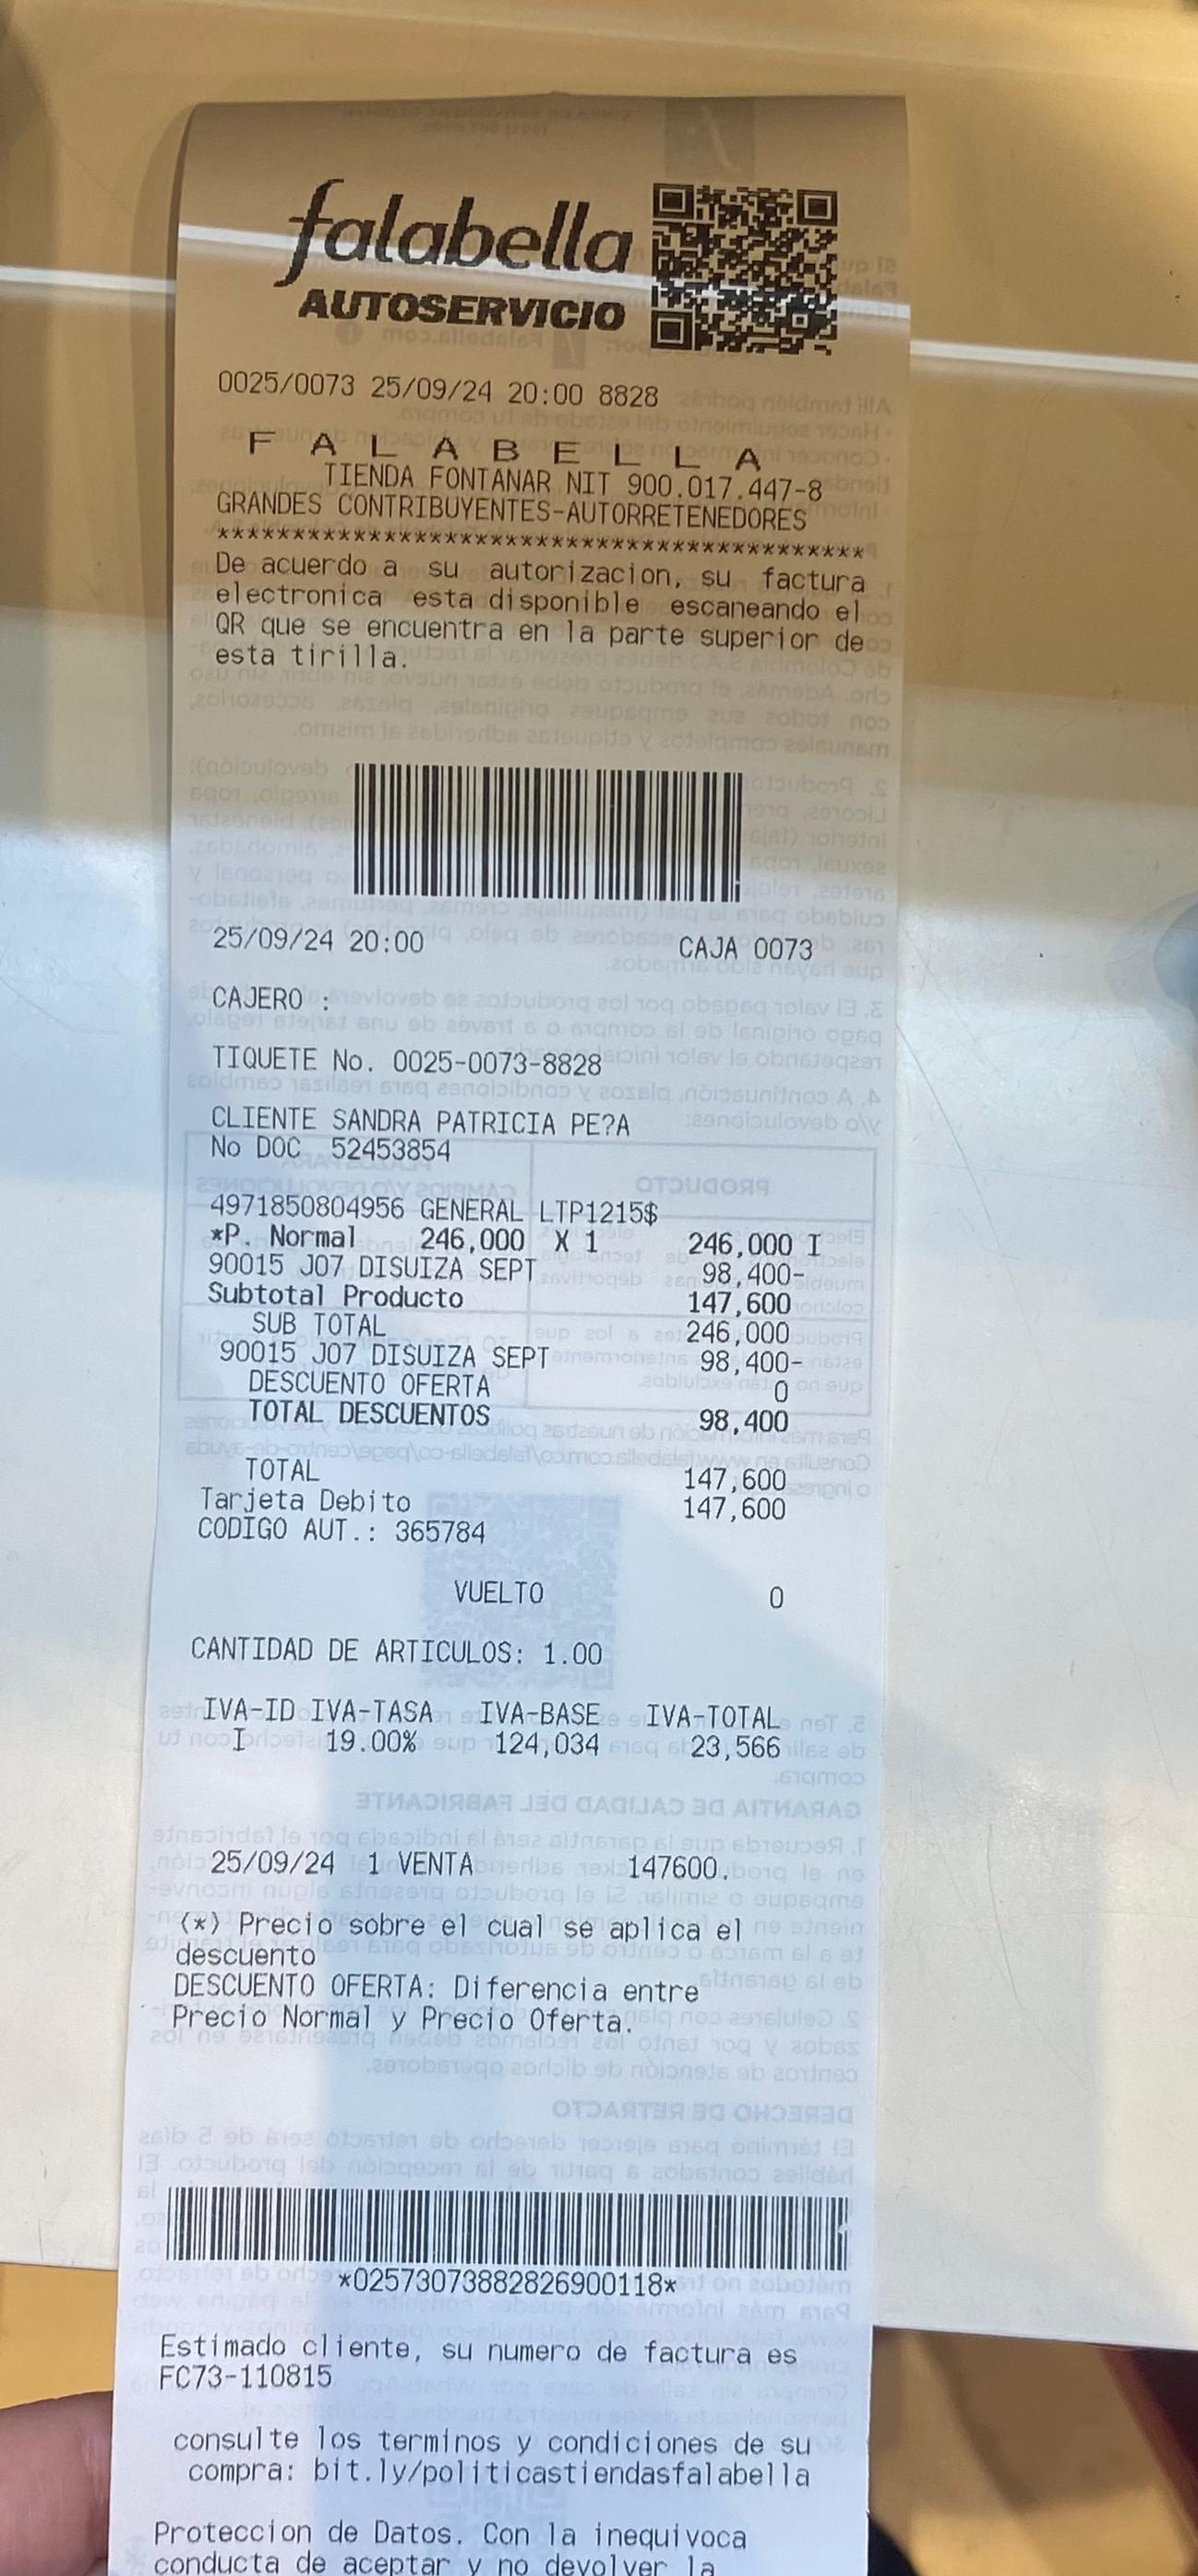 falabella
AUTOSERVICIO
0025/0073 25/09/24 20:00 8828
F A L A B E L L A
TIENDA FONTANAR NIT 900.017.447-8
GRANDES CONTRIBUYENTES-AUTORRETENEDORES
*******************************************
De acuerdo a su autorizacion, su factura
electronica esta disponible escaneando el
QR que se encuentra en la parte superior de
esta tirilla.
25/09/24 20:00 CAJA 0073
CAJERO :
TIQUETE No. 0025-0073-8828
CLIENTE SANDRA PATRICIA PE?A
No DOC 52453854
4971850804956 GENERAL LTP1215$
*P. Normal 246,000 X 1 246,000 I
90015 J07 DISUIZA SEPT 98,400-
Subtotal Producto 147,600
SUB TOTAL 246,000
90015 J07 DISUIZA SEPT 98,400-
DESCUENTO OFERTA 0
TOTAL DESCUENTOS 98,400
TOTAL 147,600
Tarjeta Debito 147,600
CODIGO AUT.: 365784
VUELTO 0
CANTIDAD DE ARTICULOS: 1.00
IVA-ID IVA-TASA IVA-BASE IVA-TOTAL
I 19.00% 124,034 23,566
25/09/24 1 VENTA 147600.
(*) Precio sobre el cual se aplica el
descuento
DESCUENTO OFERTA: Diferencia entre
Precio Normal y Precio Oferta.
*02573073882826900118*
Estimado cliente, su numero de factura es
FC73-110815
consulte los terminos y condiciones de su
compra: bit.ly/politicastiendasfalabella
Proteccion de Datos. Con la inequivoca
conducta de aceptar y no devolver la